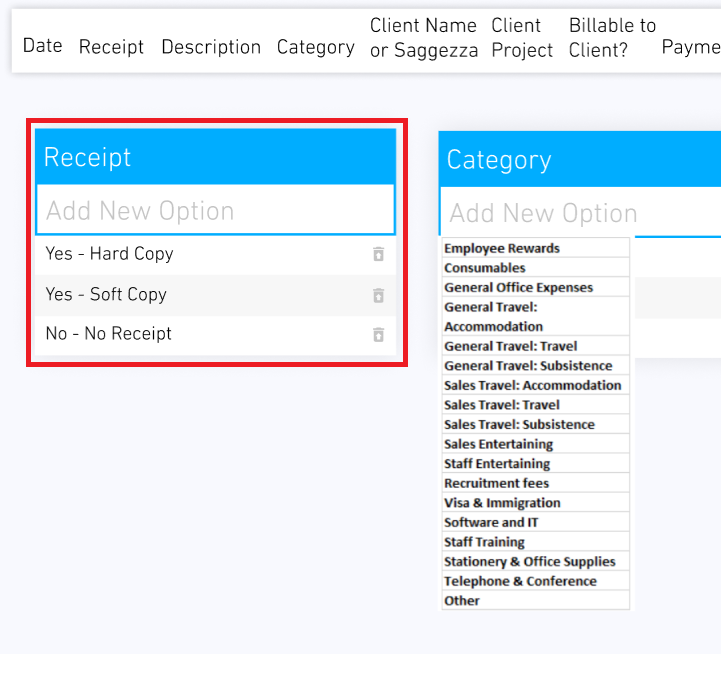 Date Receipt Description Category Client Name or Saggezza Client Project Billable to Client? Payme
Receipt
Add New Option
Yes - Hard Copy
Yes - Soft Copy
No - No Receipt
Category
Add New Option
Employee Rewards
Consumables
General Office Expenses
General Travel:
Accommodation
General Travel: Travel
General Travel: Subsistence
Sales Travel: Accommodation
Sales Travel: Travel
Sales Travel: Subsistence
Sales Entertaining
Staff Entertaining
Recruitment fees
Visa & Immigration
Software and IT
Staff Training
Stationery & Office Supplies
Telephone & Conference
Other